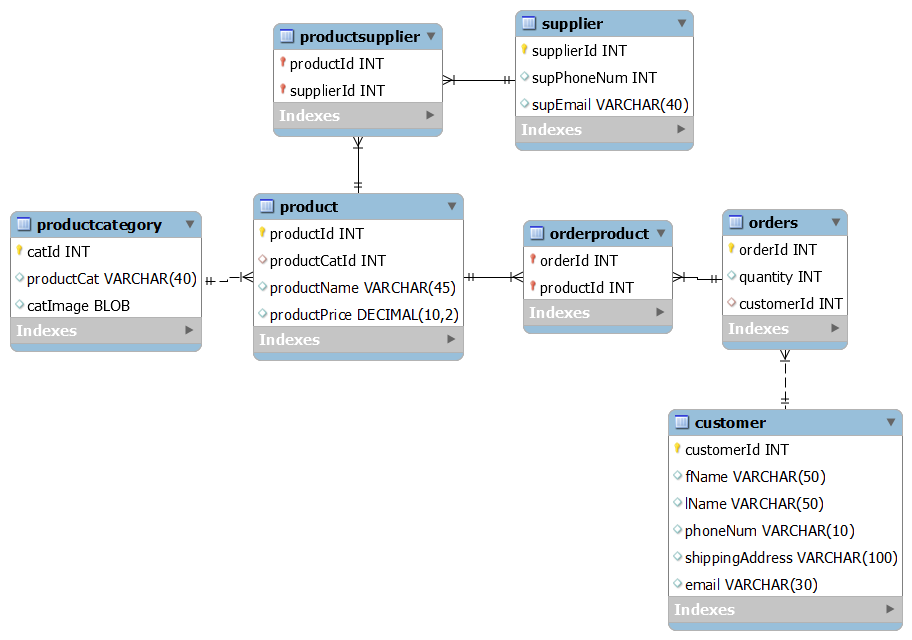 productsupplier
productId INT
supplierId INT
Indexes
supplier
supplierId INT
supPhoneNum INT
supEmail VARCHAR(40)
Indexes
productcategory
catId INT
productCat VARCHAR(40)
catImage BLOB
Indexes
product
productId INT
productCatId INT
productName VARCHAR(45)
productPrice DECIMAL(10,2)
Indexes
orderproduct
orderId INT
productId INT
Indexes
orders
orderId INT
quantity INT
customerId INT
Indexes
customer
customerId INT
fName VARCHAR(50)
lName VARCHAR(50)
phoneNum VARCHAR(10)
shippingAddress VARCHAR(100)
email VARCHAR(30)
Indexes